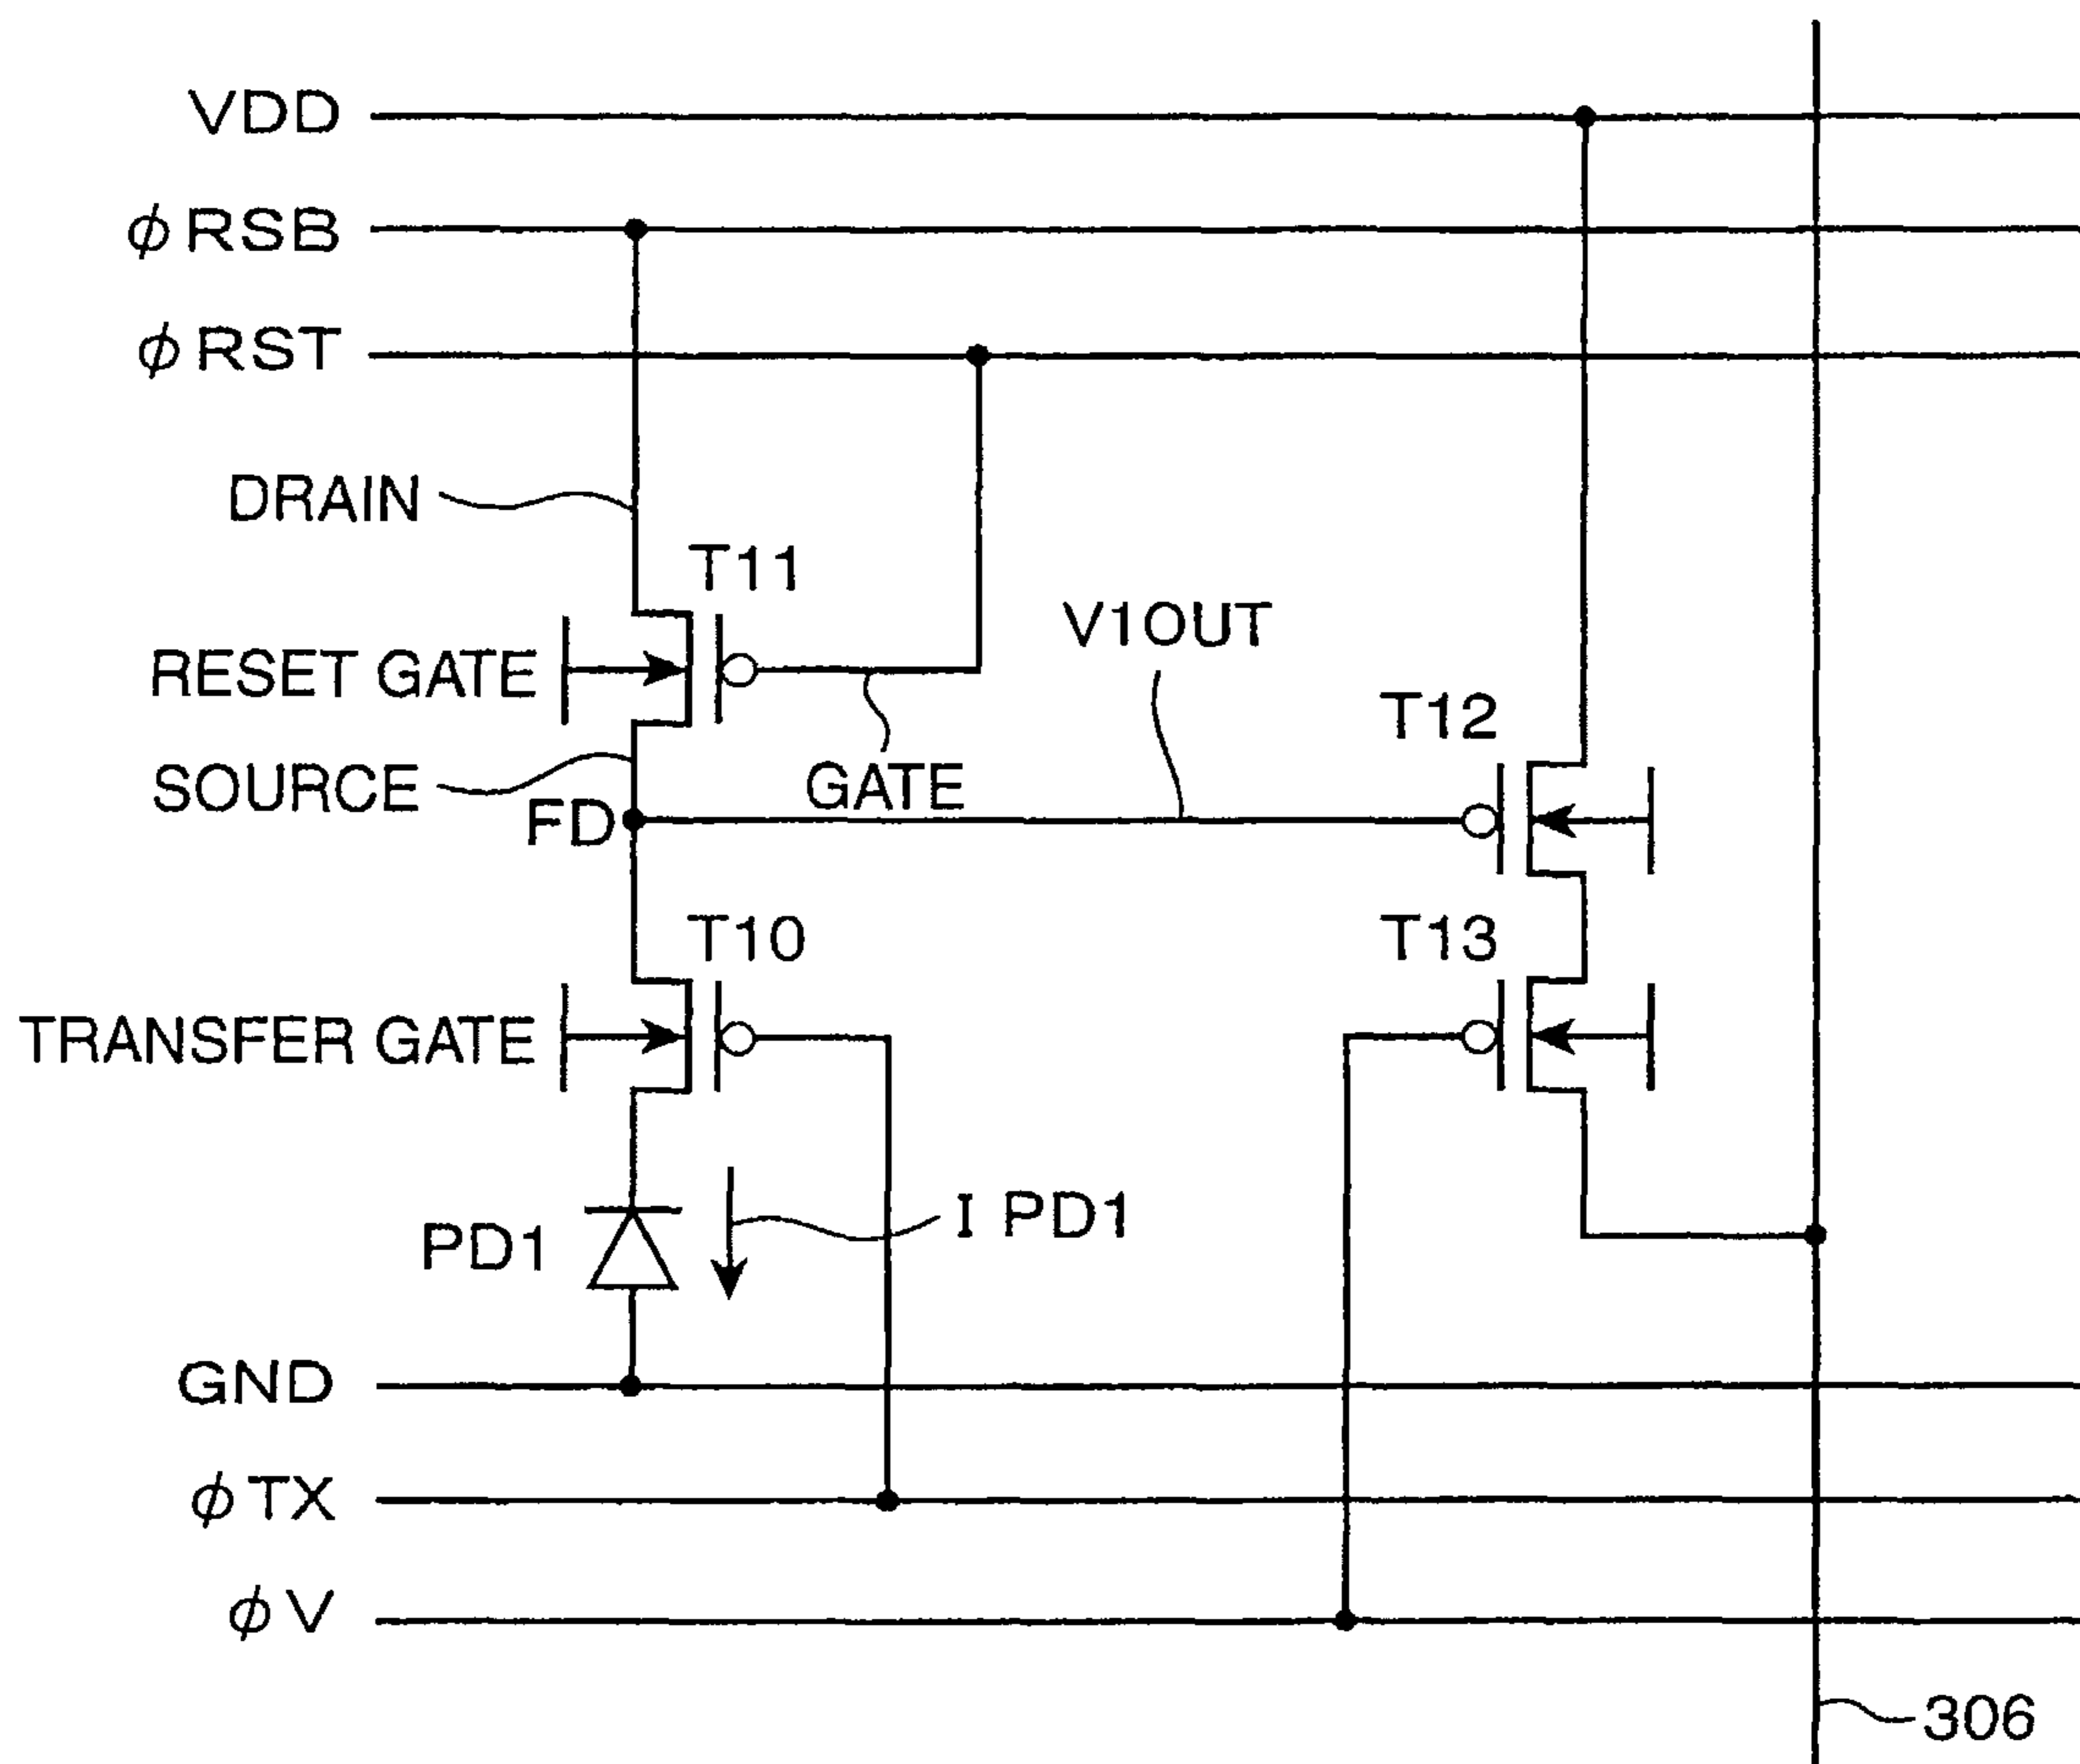 VDD
ϕRSB
ϕRST
DRAIN
T11
V1OUT
RESET GATE
T12
SOURCE
GATE
FD
T10
T13
TRANSFER GATE
I PD1
PD1
GND
ϕTX
ϕV
306